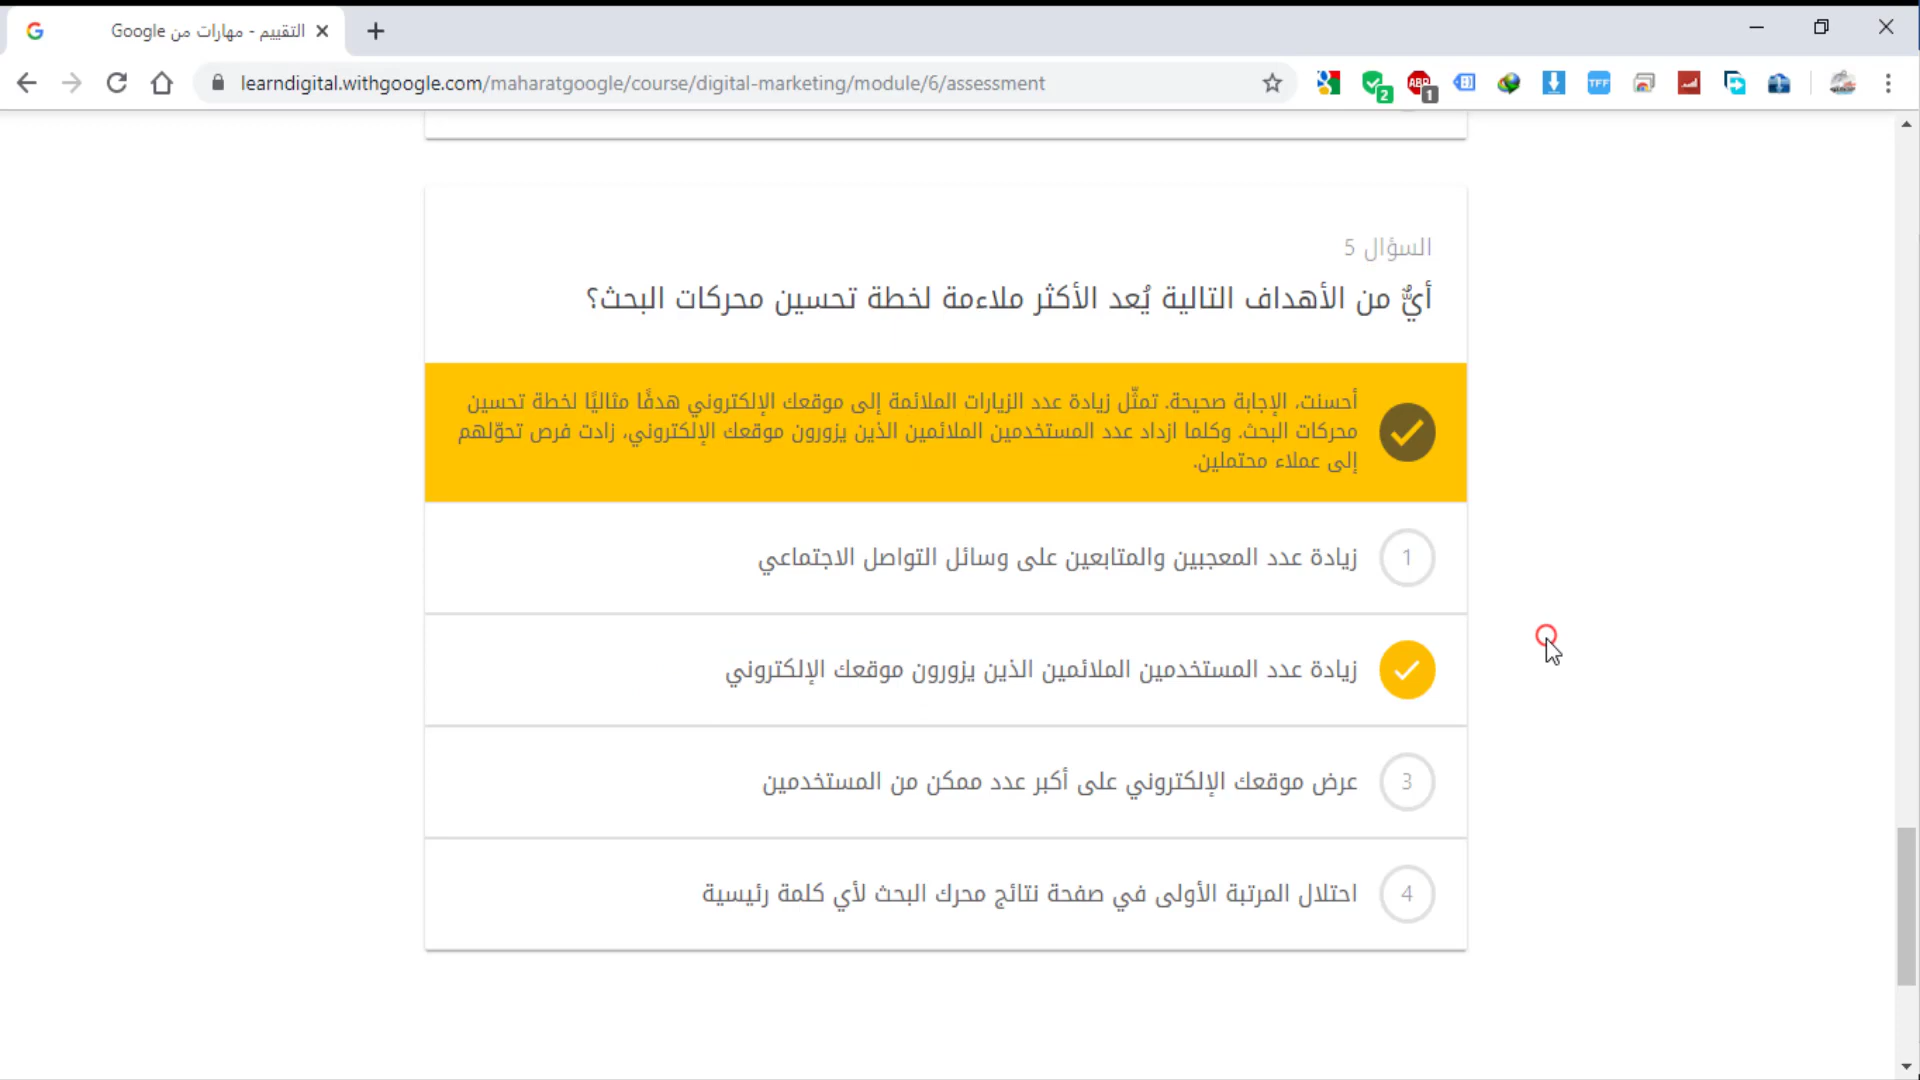 التقييم - مهارات من Google
learndigital.withgoogle.com/maharatgoogle/course/digital-marketing/module/6/assessment
2
ABP
1
TFF
السؤال 5
أيٌّ من الأهداف التالية يُعد الأكثر ملاءمة لخطة تحسين محركات البحث؟
أحسنت، الإجابة صحيحة. تمثّل زيادة عدد الزيارات الملائمة إلى موقعك الإلكتروني هدفًا مثاليًا لخطة تحسين
محركات البحث. وكلما ازداد عدد المستخدمين الملائمين الذين يزورون موقعك الإلكتروني، زادت فرص تحوّلهم
إلى عملاء محتملين.
1 زيادة عدد المعجبين والمتابعين على وسائل التواصل الاجتماعي
زيادة عدد المستخدمين الملائمين الذين يزورون موقعك الإلكتروني
3 عرض موقعك الإلكتروني على أكبر عدد ممكن من المستخدمين
4 احتلال المرتبة الأولى في صفحة نتائج محرك البحث لأي كلمة رئيسية